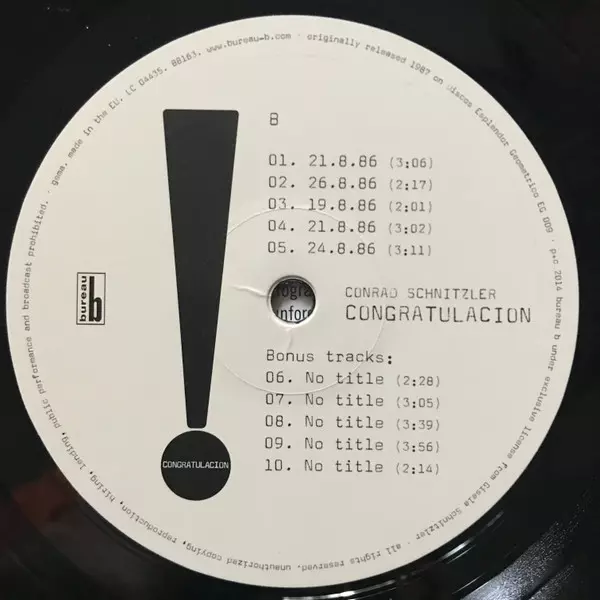 B
01. 21.8.86 (3:06)
02. 26.8.86 (2:17)
03. 19.8.86 (2:01)
04. 21.8.86 (3:02)
05. 24.8.86 (3:11)
CONRAD SCHNITZLER
CONGRATULACION
Bonus tracks:
06. No title (2:28)
07. No title (3:05)
08. No title (3:39)
09. No title (3:56)
10. No title (2:14)
bureau b
CONGRATULACION
all rights reserved. unauthorized copying, reproduction, hiring, lending, public performance and broadcast prohibited. · gema. made in the EU. LC 04435. BB163. www.bureau-b.com · originally released 1987 on Discos Esplendor Geometrico EG 009 · p+c 2014 bureau b under exclusive license from Gisela Schnitzler ·